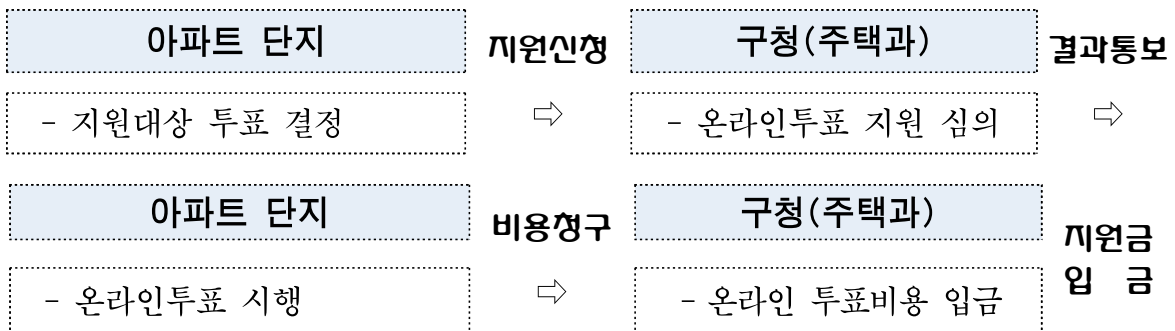 아파트 단지 지원신청 구청(주택과) 결과통보
- 지원대상 투표 결정 ⇨ - 온라인투표 지원 심의 ⇨
아파트 단지 비용청구 구청(주택과) 지원금
- 온라인투표 시행 ⇨ - 온라인 투표비용 입금 입 금